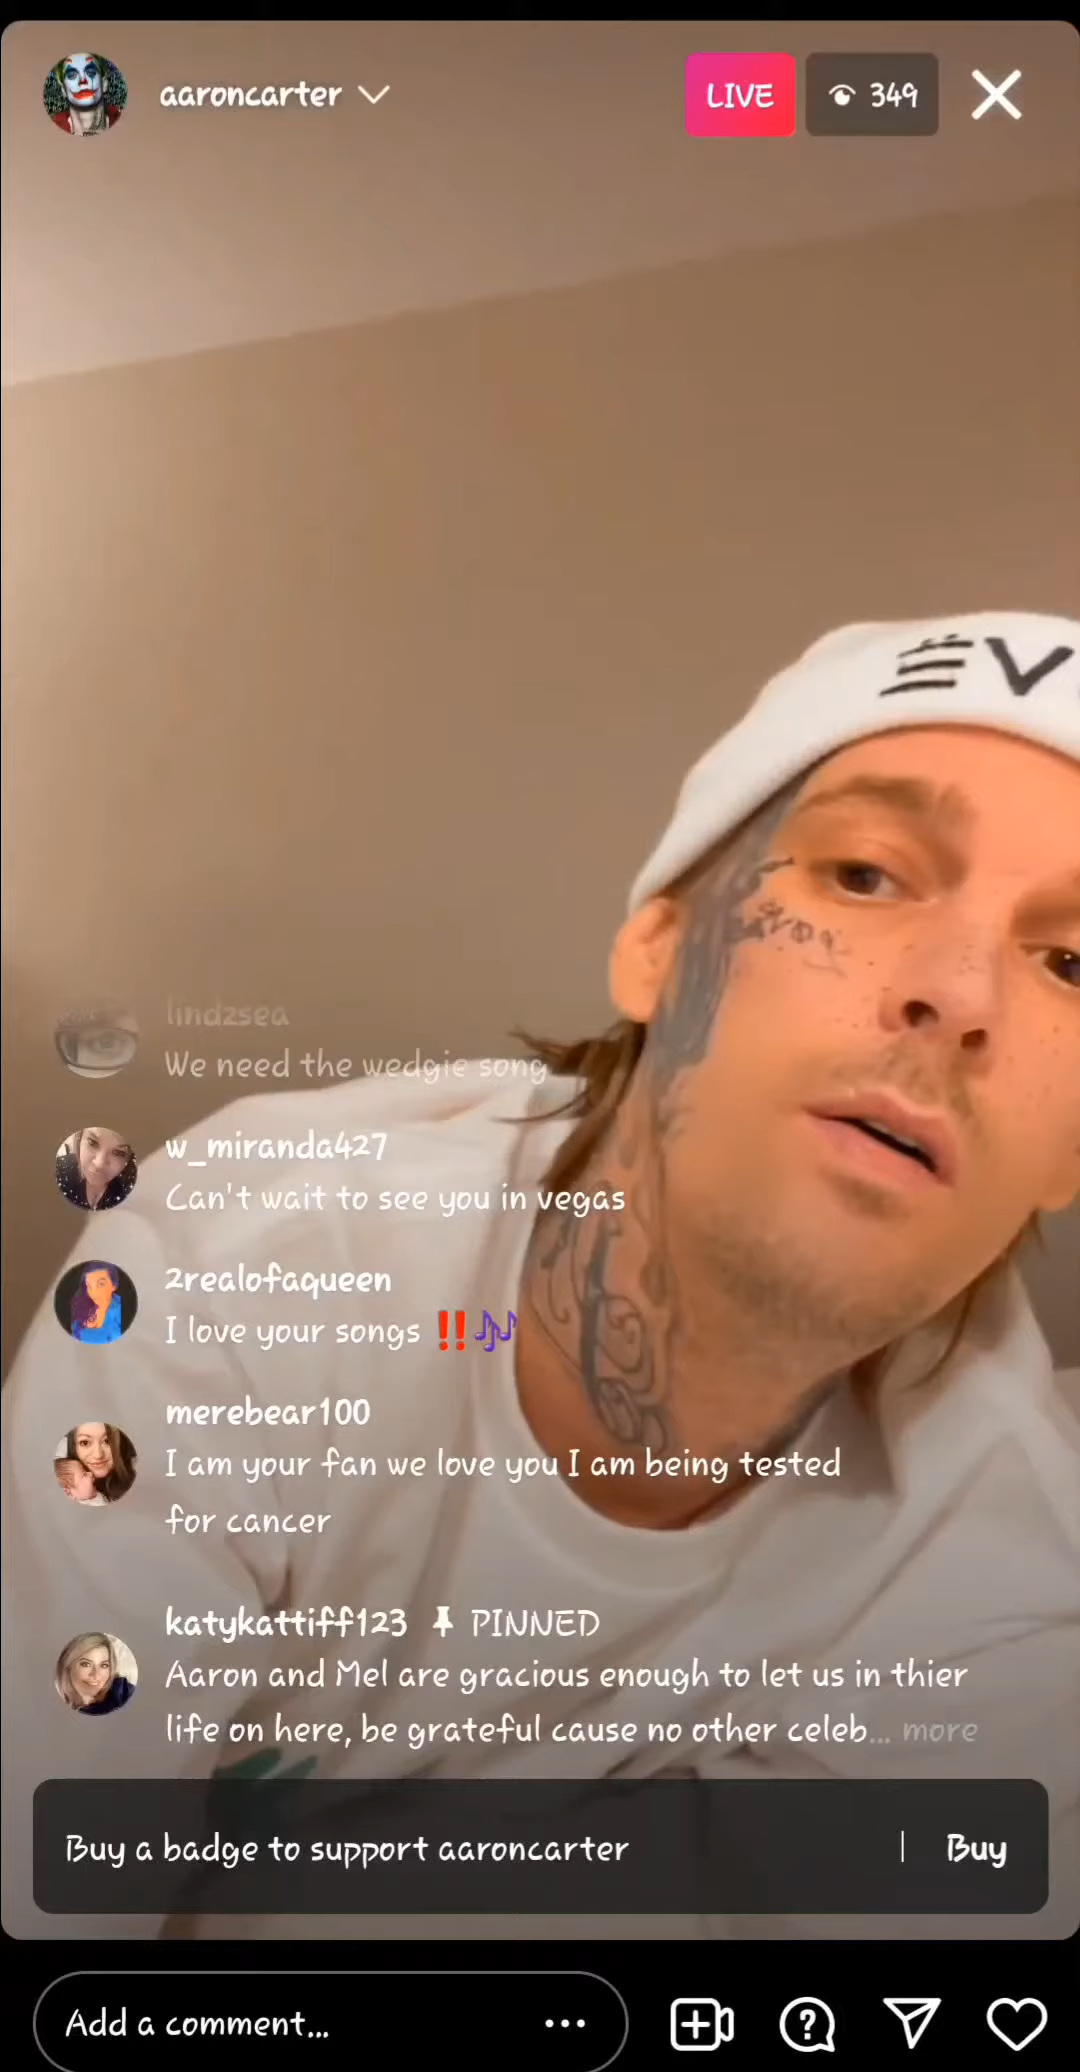 aaroncarter
LIVE
349
EV
lindzsea
We need the wedgie song
w_miranda427
Can't wait to see you in vegas
2realofaqueen
I love your songs ‼️🎶
merebear100
I am your fan we love you I am being tested
for cancer
katykattiff123 📌 PINNED
Aaron and Mel are gracious enough to let us in thier
life on here, be grateful cause no other celeb... more
Buy a badge to support aaroncarter | Buy
Add a comment...